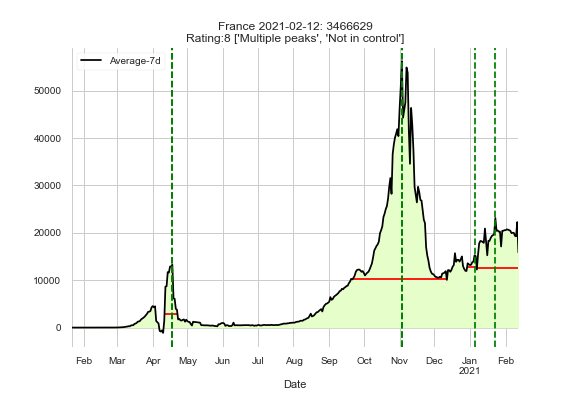 France 2021-02-12: 3466629
Rating:8 ['Multiple peaks', 'Not in control']
Average-7d
50000
40000
30000
20000
10000
0
Feb Mar Apr May Jun Jul Aug Sep Oct Nov Dec Jan Feb
2021
Date